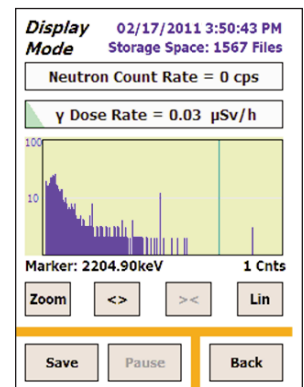 Display 02/17/2011 3:50:43 PM
Mode Storage Space: 1567 Files
Neutron Count Rate = 0 cps
γ Dose Rate = 0.03 µSv/h
100
10
Marker: 2204.90keV 1 Cnts
Zoom <> >< Lin
Save Pause Back